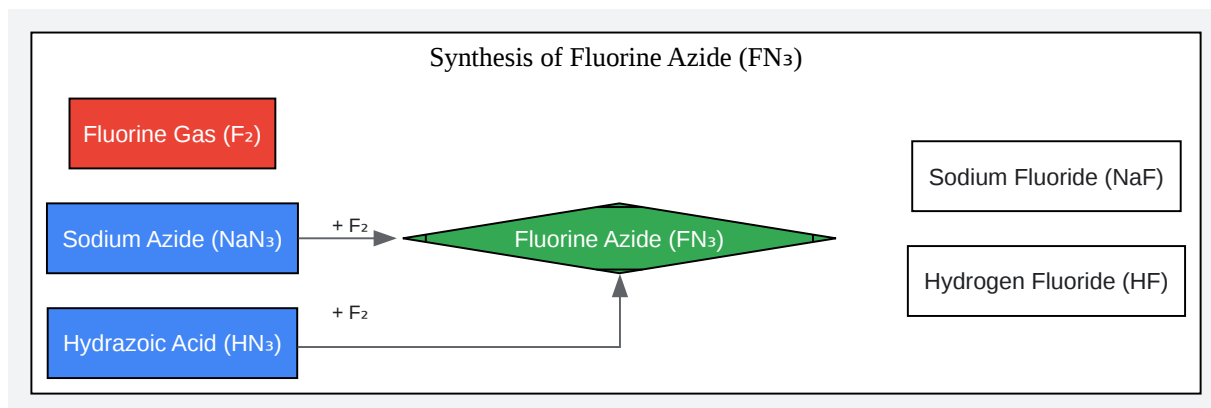 Synthesis of Fluorine Azide (FN₃)
Fluorine Gas (F₂)
Sodium Azide (NaN₃)
+ F₂
Fluorine Azide (FN₃)
Sodium Fluoride (NaF)
Hydrazoic Acid (HN₃)
+ F₂
Hydrogen Fluoride (HF)